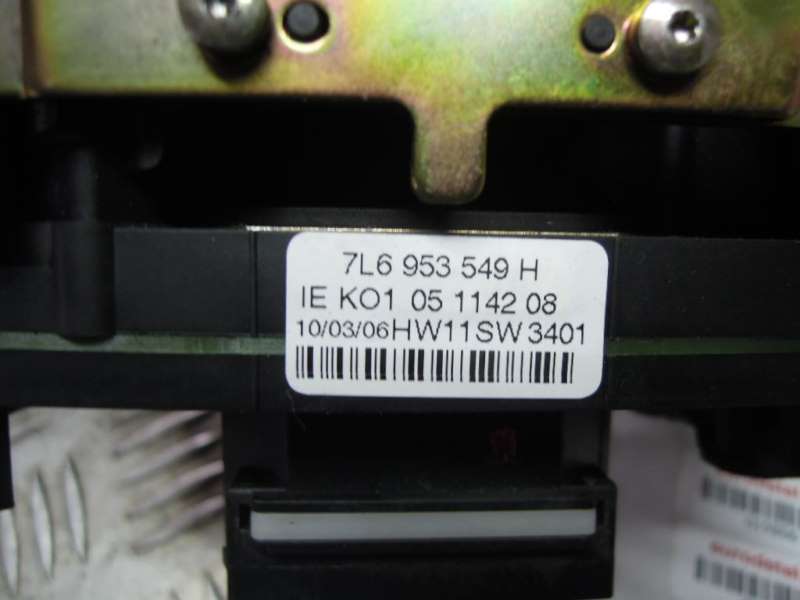 7L6 953 549 H
IE KO1 05 1142 08
10/03/06HW11SW3401